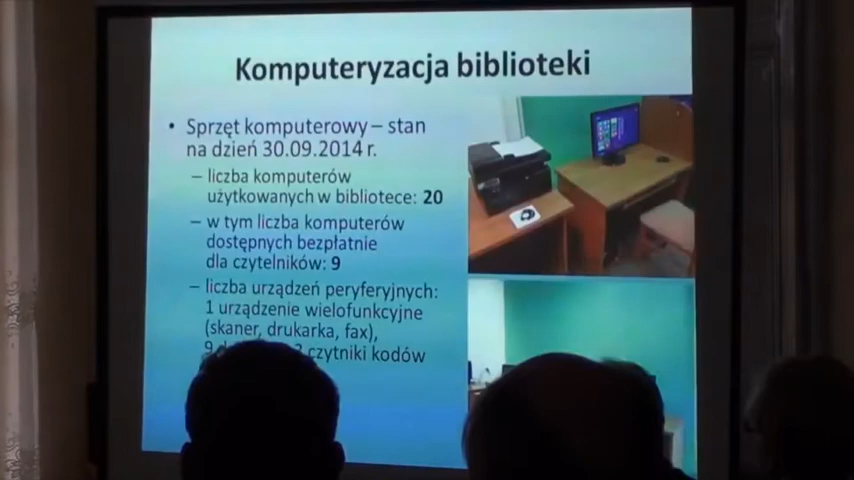 Komputeryzacja biblioteki
• Sprzęt komputerowy – stan
na dzień 30.09.2014 r.
– liczba komputerów
użytkowanych w bibliotece: 20
– w tym liczba komputerów
dostępnych bezpłatnie
dla czytelników: 9
– liczba urządzeń peryferyjnych:
1 urządzenie wielofunkcyjne
(skaner, drukarka, fax),
9 czytniki kodów